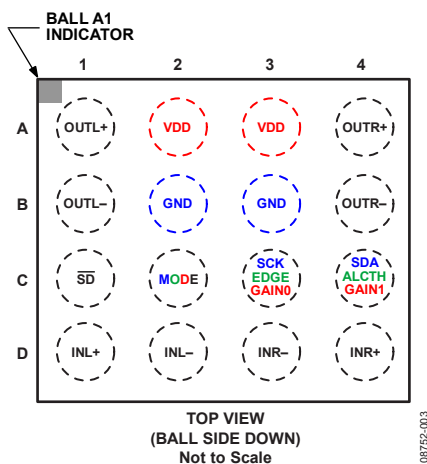 BALL A1
INDICATOR
1 2 3 4
A OUTL+ VDD VDD OUTR+
B OUTL– GND GND OUTR–
C SD MODE SCK EDGE GAIN0 SDA ALCTH GAIN1
D INL+ INL– INR– INR+
TOP VIEW
(BALL SIDE DOWN)
Not to Scale
08752-003